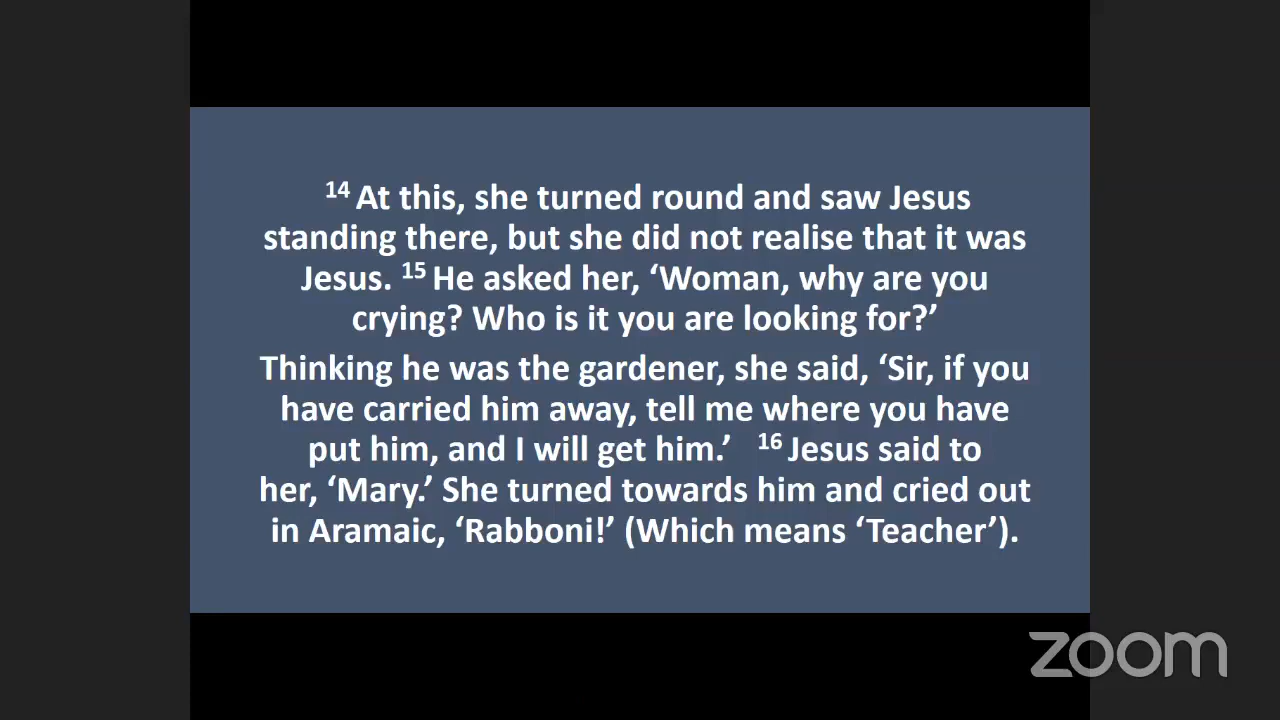 14 At this, she turned round and saw Jesus
standing there, but she did not realise that it was
Jesus. 15 He asked her, ‘Woman, why are you
crying? Who is it you are looking for?’
Thinking he was the gardener, she said, ‘Sir, if you
have carried him away, tell me where you have
put him, and I will get him.’ 16 Jesus said to
her, ‘Mary.’ She turned towards him and cried out
in Aramaic, ‘Rabboni!’ (Which means ‘Teacher’).
zoom